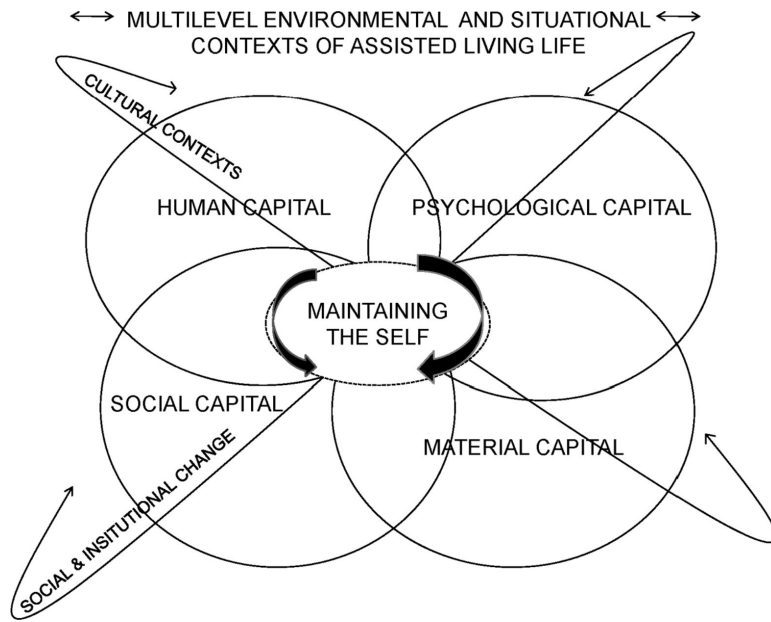 MULTILEVEL ENVIRONMENTAL AND SITUATIONAL
CONTEXTS OF ASSISTED LIVING LIFE
CULTURAL CONTEXTS
HUMAN CAPITAL
PSYCHOLOGICAL CAPITAL
MAINTAINING
THE SELF
SOCIAL CAPITAL
MATERIAL CAPITAL
SOCIAL & INSITUTIONAL CHANGE